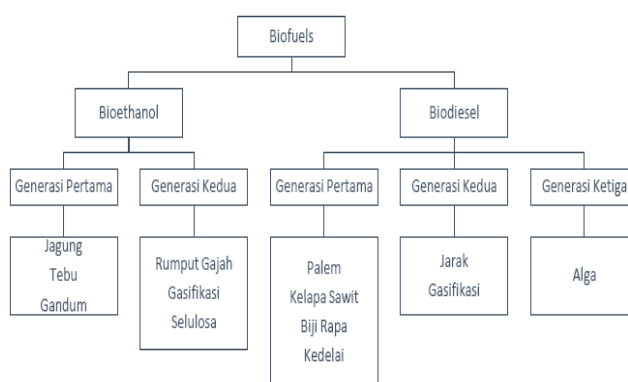 Biofuels
Bioethanol
Biodiesel
Generasi Pertama
Generasi Kedua
Generasi Pertama
Generasi Kedua
Generasi Ketiga
Jagung
Tebu
Gandum
Rumput Gajah
Gasifikasi
Selulosa
Palem
Kelapa Sawit
Biji Rapa
Kedelai
Jarak
Gasifikasi
Alga